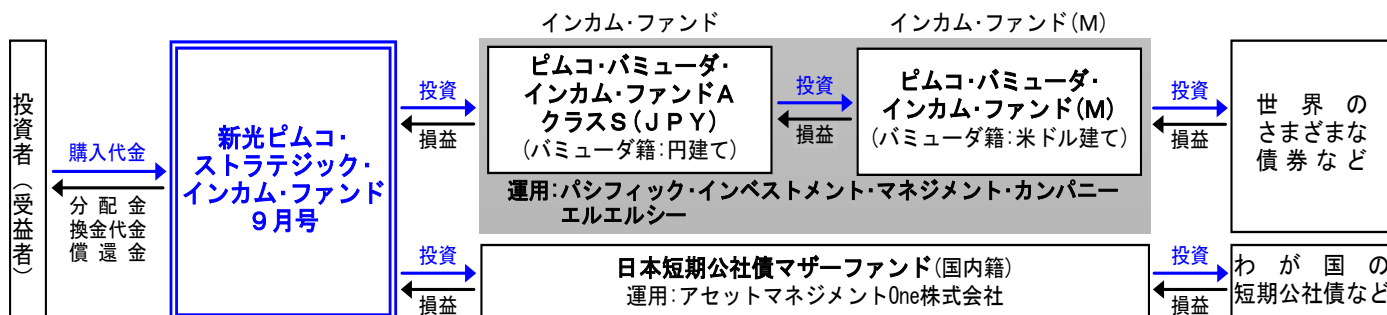 インカム・ファンド
インカム・ファンド(M)
投資者(受益者)
購入代金
分配金
換金代金
償還金
新光ピムコ・
ストラテジック・
インカム・ファンド
9月号
投資
損益
ピムコ・バミューダ・
インカム・ファンドA
クラスS(JPY)
(バミューダ籍:円建て)
投資
損益
ピムコ・バミューダ・
インカム・ファンド(M)
(バミューダ籍:米ドル建て)
投資
損益
世界の
さまざまな
債券など
運用:パシフィック・インベストメント・マネジメント・カンパニー
エルエルシー
投資
損益
日本短期公社債マザーファンド(国内籍)
運用:アセットマネジメントOne株式会社
投資
損益
わが国の
短期公社債など